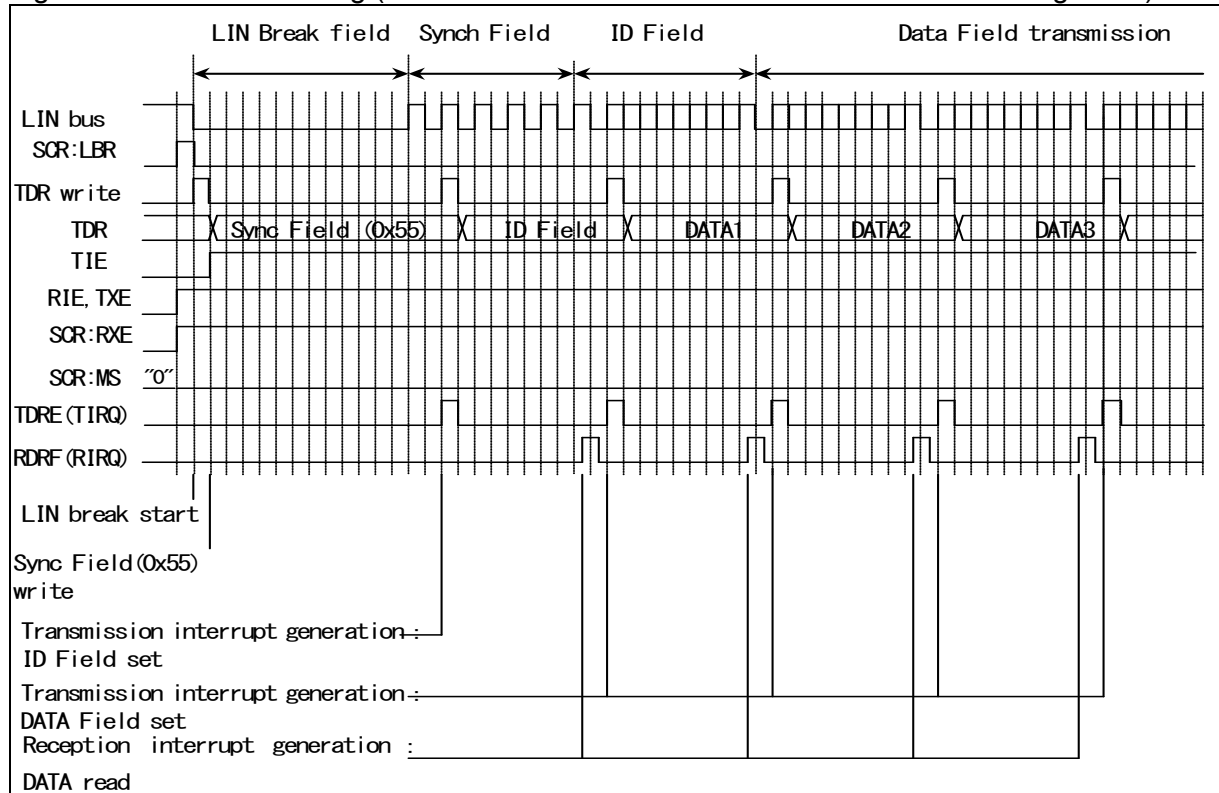 LIN Break field Synch Field ID Field Data Field transmission
LIN bus
SCR:LBR
TDR write
TDR Sync Field (0x55) ID Field DATA1 DATA2 DATA3
TIE
RIE,TXE
SCR:RXE
SCR:MS "0"
TDRE(TIRQ)
RDRF(RIRQ)
LIN break start
Sync Field(0x55)
write
Transmission interrupt generation :
ID Field set
Transmission interrupt generation :
DATA Field set
Reception interrupt generation :
DATA read